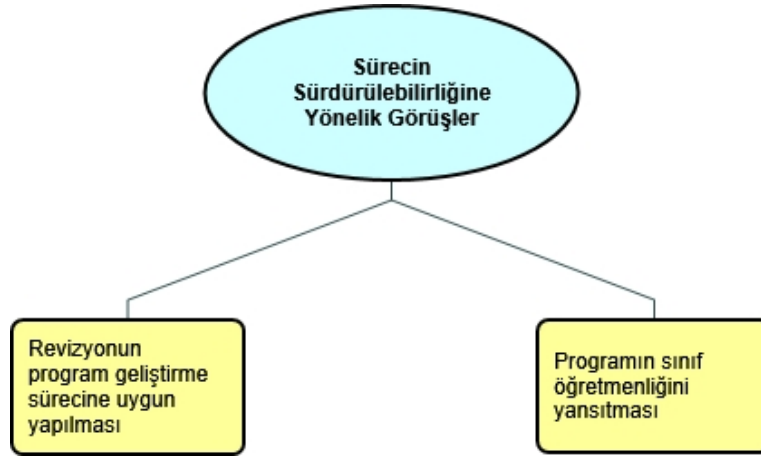 Sürecin
Sürdürülebilirliğine
Yönelik Görüşler
Revizyonun
program geliştirme
sürecine uygun
yapılması
Programın sınıf
öğretmenliğini
yansıtması